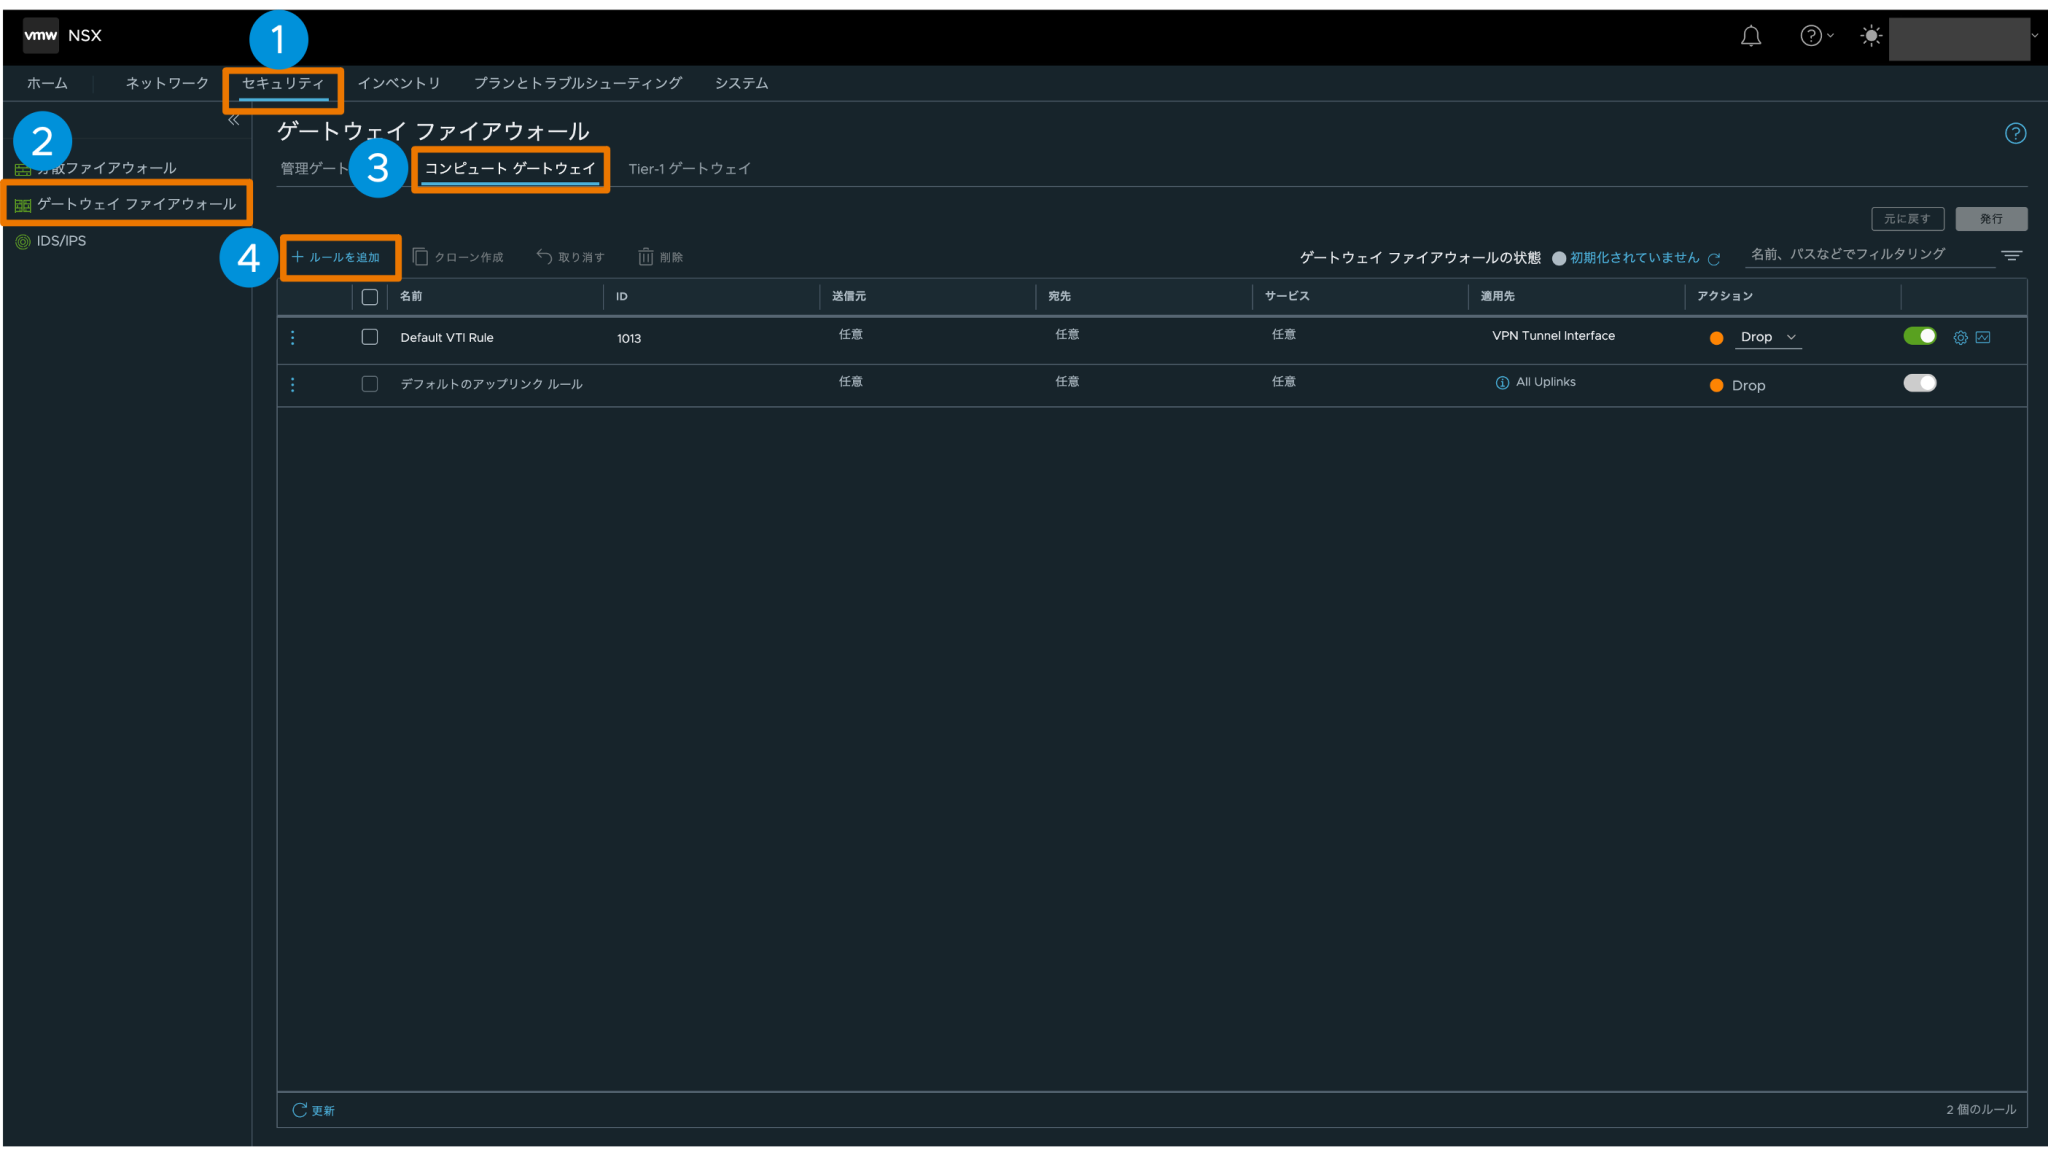 vmw NSX
1
ホーム ネットワーク セキュリティ インベントリ プランとトラブルシューティング システム
2
散ファイアウォール
ゲートウェイ ファイアウォール
IDS/IPS
ゲートウェイ ファイアウォール
管理ゲート 3 コンピュート ゲートウェイ Tier-1 ゲートウェイ
元に戻す 発行
4 ルールを追加 クローン作成 取り消す 削除 ゲートウェイ ファイアウォールの状態 初期化されていません 名前、パスなどでフィルタリング
名前 ID 送信元 宛先 サービス 適用先 アクション
Default VTI Rule 1013 任意 任意 任意 VPN Tunnel Interface Drop
デフォルトのアップリンク ルール 任意 任意 任意 All Uplinks Drop
更新 2 個のルール